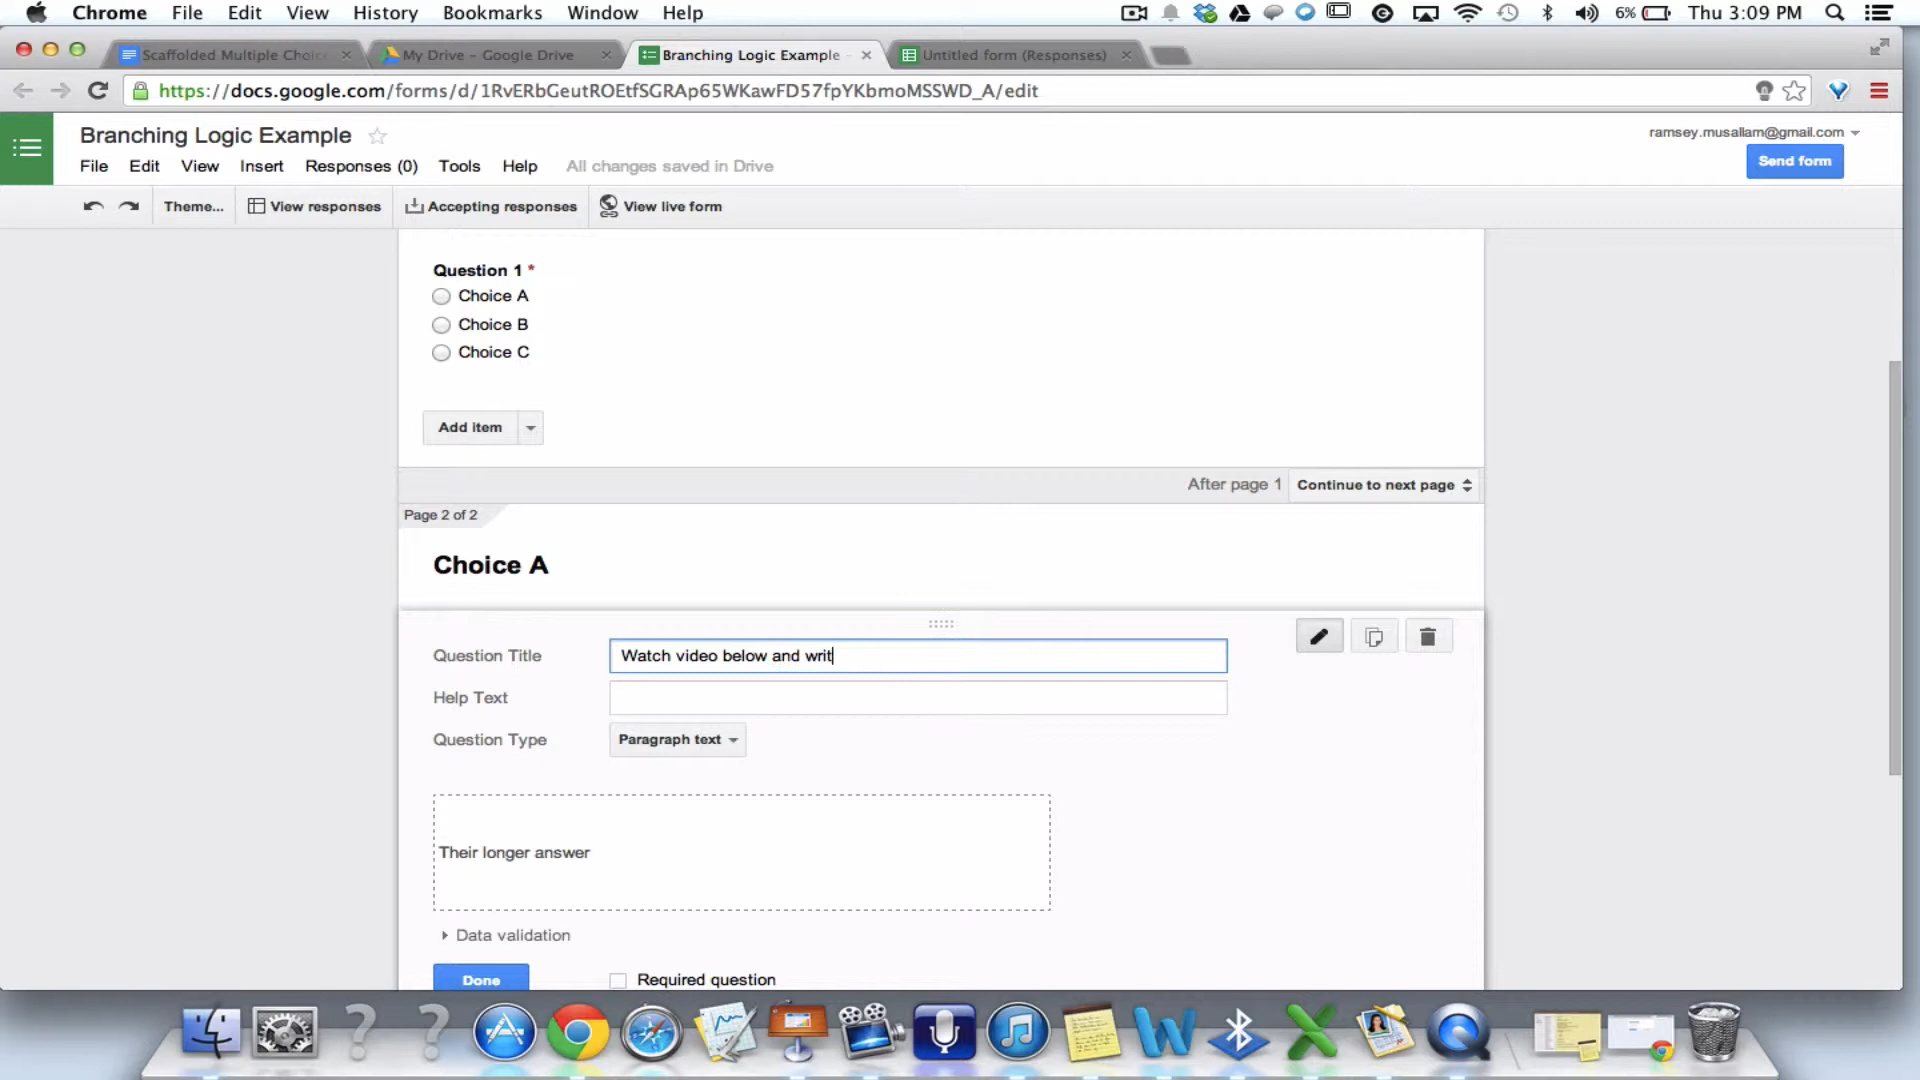 Chrome File Edit View History Bookmarks Window Help 6% Thu 3:09 PM
Scaffolded Multiple Choice My Drive – Google Drive Branching Logic Example – Untitled form (Responses)
https://docs.google.com/forms/d/1RvERbGeutROEtfSGRAp65WKawFD57fpYKbmoMSSWD_A/edit
Branching Logic Example ramsey.musallam@gmail.com
File Edit View Insert Responses (0) Tools Help All changes saved in Drive Send form
Theme... View responses Accepting responses View live form
Question 1 *
Choice A
Choice B
Choice C
Add item
After page 1 Continue to next page
Page 2 of 2
Choice A
Question Title Watch video below and writ
Help Text
Question Type Paragraph text
Their longer answer
Data validation
Done Required question